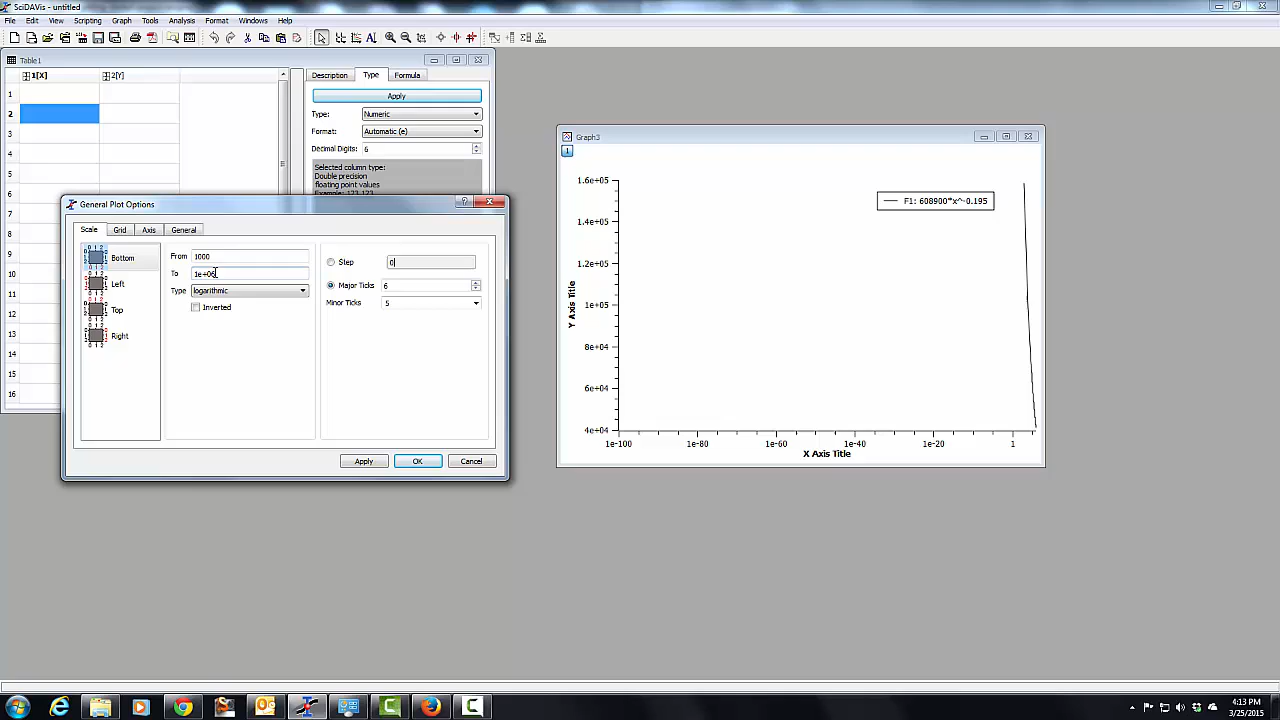 SciDAVis - untitled
File Edit View Scripting Graph Tools Analysis Format Windows Help
Table1
1[X] 2[Y]
1
2
3
4
5
6
7
8
9
10
11
12
13
14
15
16
Description Type Formula
Apply
Type: Numeric
Format: Automatic (e)
Decimal Digits: 6
Selected column type:
Double precision
floating point values
Example: 123.123
General Plot Options
Scale Grid Axis General
Bottom
Left
Top
Right
From 1000
To 1e+06
Type logarithmic
Inverted
Step 0
Major Ticks 6
Minor Ticks 5
Apply OK Cancel
Graph3
1
F1: 608900*x^-0.195
Y Axis Title
1.6e+05
1.4e+05
1.2e+05
1e+05
8e+04
6e+04
4e+04
1e-100 1e-80 1e-60 1e-40 1e-20 1
X Axis Title
4:13 PM
3/25/2015